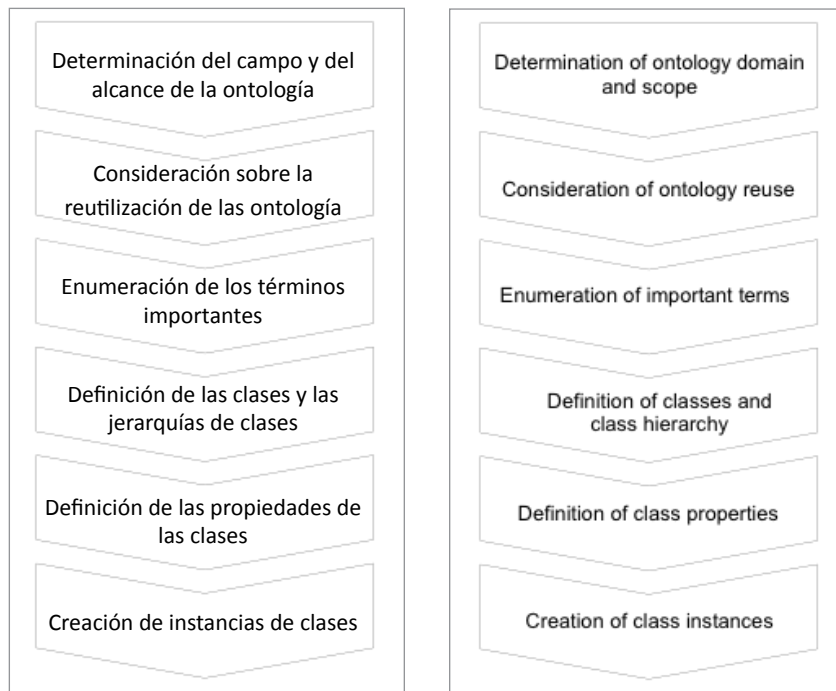 Determinación del campo y del
alcance de la ontología
Consideración sobre la
reutilización de las ontología
Enumeración de los términos
importantes
Definición de las clases y las
jerarquías de clases
Definición de las propiedades de
las clases
Creación de instancias de clases
Determination of ontology domain
and scope
Consideration of ontology reuse
Enumeration of important terms
Definition of classes and
class hierarchy
Definition of class properties
Creation of class instances